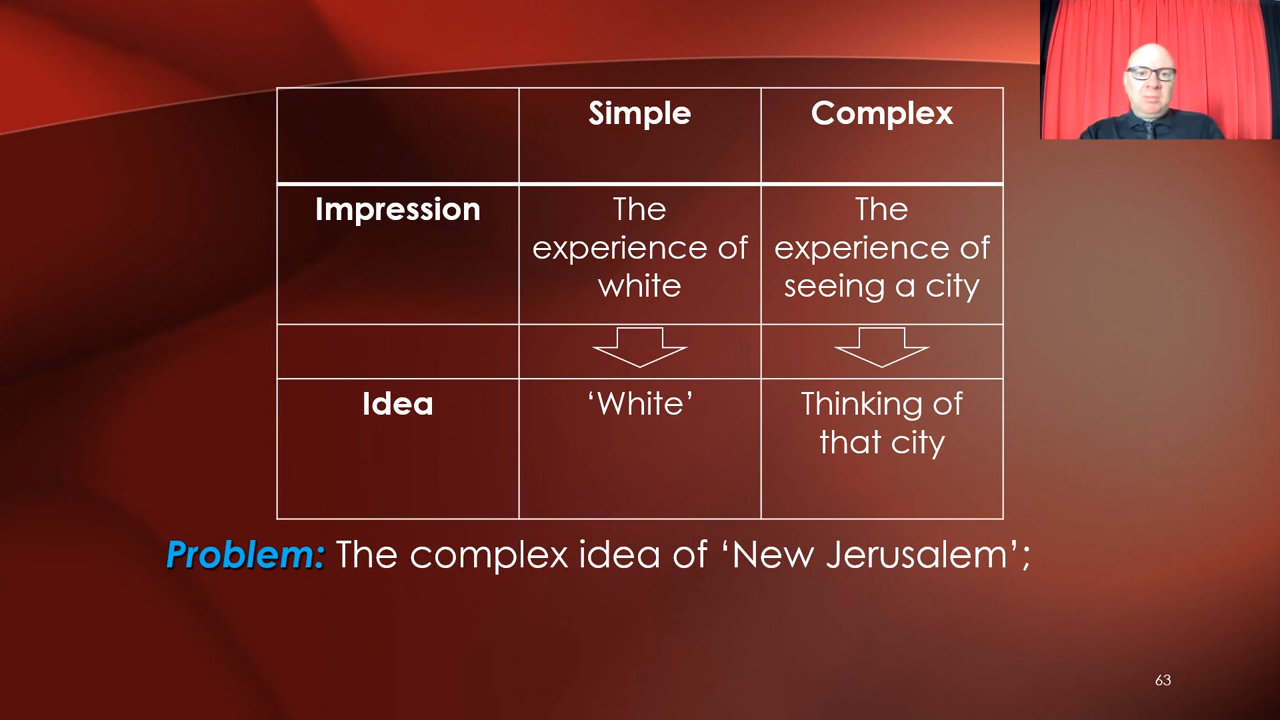 Simple
Complex
Impression
The
experience of
white
The
experience of
seeing a city
Idea
‘White’
Thinking of
that city
Problem: The complex idea of ‘New Jerusalem’;
63